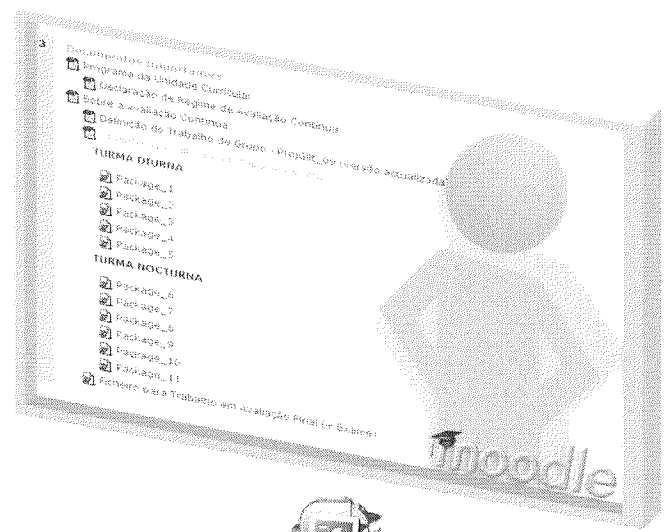 3
Documentos importantes
Programa da Unidade Curricular
Declaração de Regime de Avaliação Contínua
Sobre a avaliação Contínua
Definição do Trabalho de Grupo - (versão actualizada)
TURMA DIURNA
Package_1
Package_2
Package_3
Package_4
Package_5
TURMA NOCTURNA
Package_6
Package_7
Package_8
Package_9
Package_10
Package_11
Ficheiro para Trabalho em Avaliação Final (+ Exame)
moodle